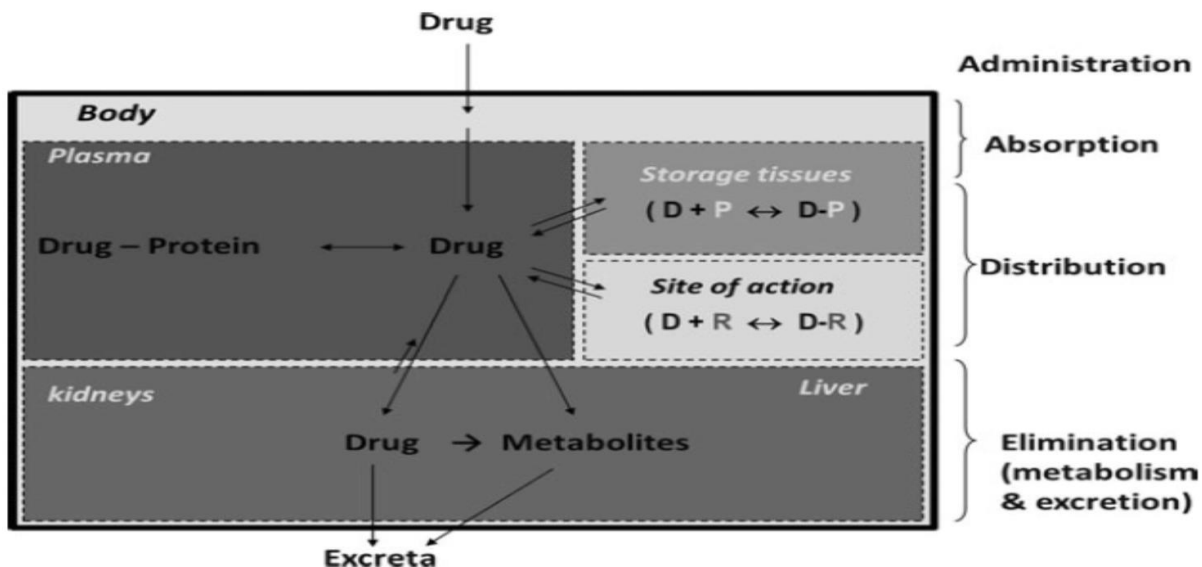 Drug
Administration
Body
Absorption
Plasma
Storage tissues
( D + P ↔ D-P )
Drug – Protein
Drug
Distribution
Site of action
( D + R ↔ D-R )
kidneys
Liver
Drug → Metabolites
Elimination
(metabolism
& excretion)
Excreta